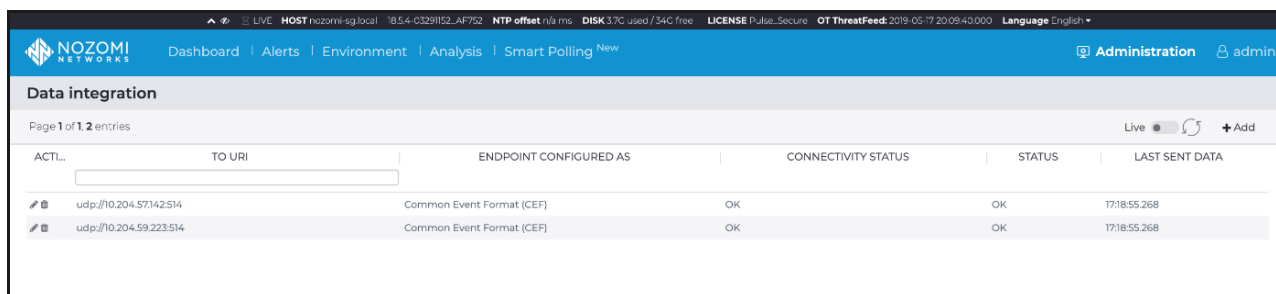 LIVE HOST nozomi-sg.local 18.5.4-03291152_AF752 NTP offset n/a ms DISK 3.7G used / 34G free LICENSE Pulse_Secure OT ThreatFeed: 2019-05-17 20:09:40.000 Language English
NOZOMI NETWORKS Dashboard | Alerts | Environment | Analysis | Smart Polling New Administration admin
Data integration
Page 1 of 1, 2 entries Live + Add
ACTI... TO URI ENDPOINT CONFIGURED AS CONNECTIVITY STATUS STATUS LAST SENT DATA
udp://10.204.57.142:514 Common Event Format (CEF) OK OK 17:18:55.268
udp://10.204.59.223:514 Common Event Format (CEF) OK OK 17:18:55.268